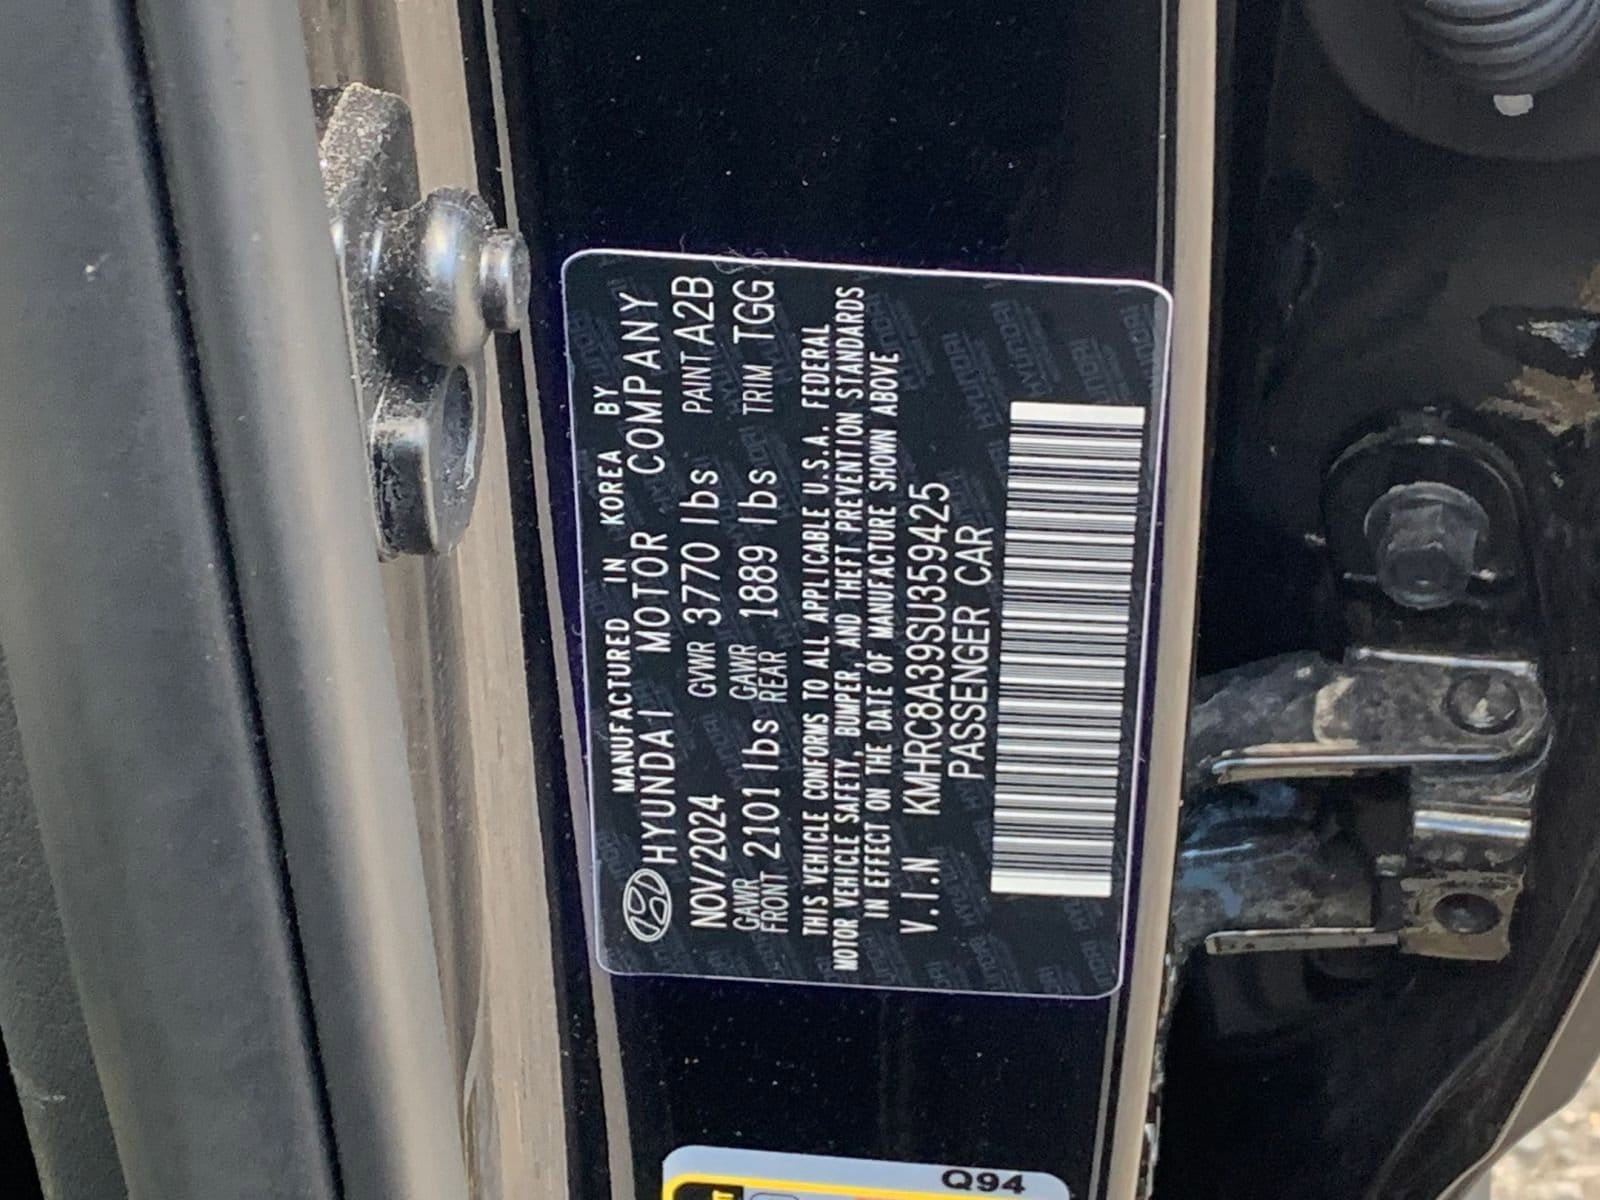 MANUFACTURED IN KOREA BY
HYUNDAI MOTOR COMPANY
NOV/2024 GVWR 3770 lbs PAINT A2B
GAWR FRONT 2101 lbs GAWR REAR 1889 lbs TRIM TGG
THIS VEHICLE CONFORMS TO ALL APPLICABLE U.S.A. FEDERAL
MOTOR VEHICLE SAFETY, BUMPER, AND THEFT PREVENTION STANDARDS
IN EFFECT ON THE DATE OF MANUFACTURE SHOWN ABOVE
V.I.N KMHRC8A39SU359425
PASSENGER CAR
Q94